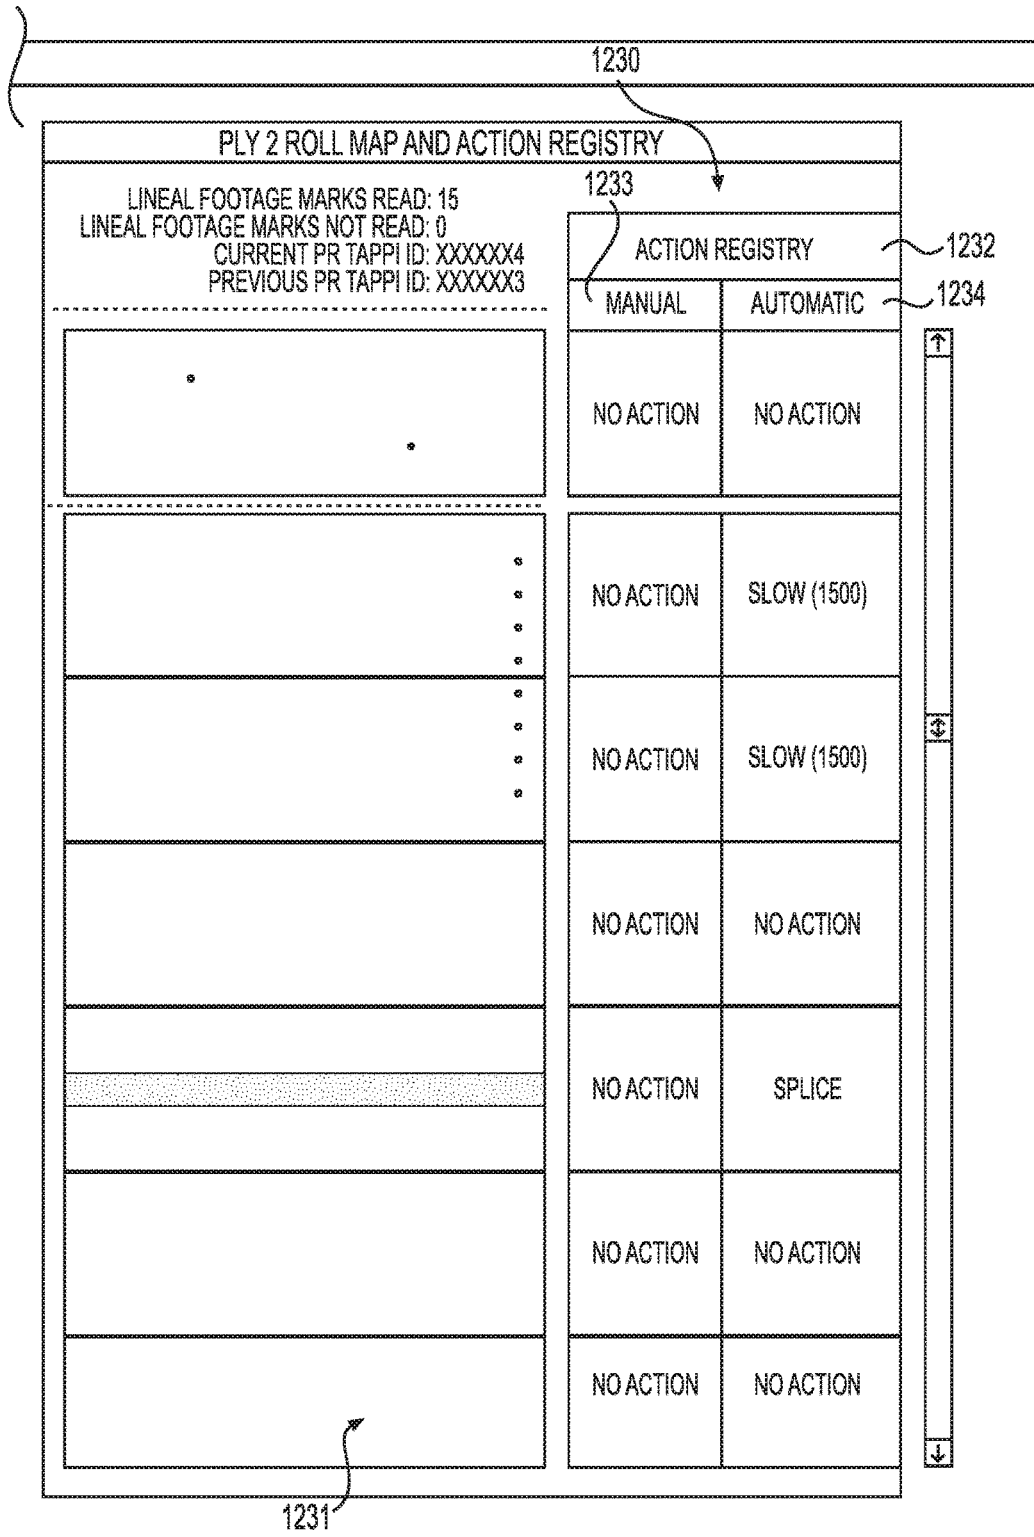 1230
PLY 2 ROLL MAP AND ACTION REGISTRY
LINEAL FOOTAGE MARKS READ: 15
LINEAL FOOTAGE MARKS NOT READ: 0
CURRENT PR TAPPI ID: XXXXXX4
PREVIOUS PR TAPPI ID: XXXXXX3
1233
ACTION REGISTRY
1232
MANUAL AUTOMATIC
1234
NO ACTION NO ACTION
NO ACTION SLOW (1500)
NO ACTION SLOW (1500)
NO ACTION NO ACTION
NO ACTION SPLICE
NO ACTION NO ACTION
NO ACTION NO ACTION
1231